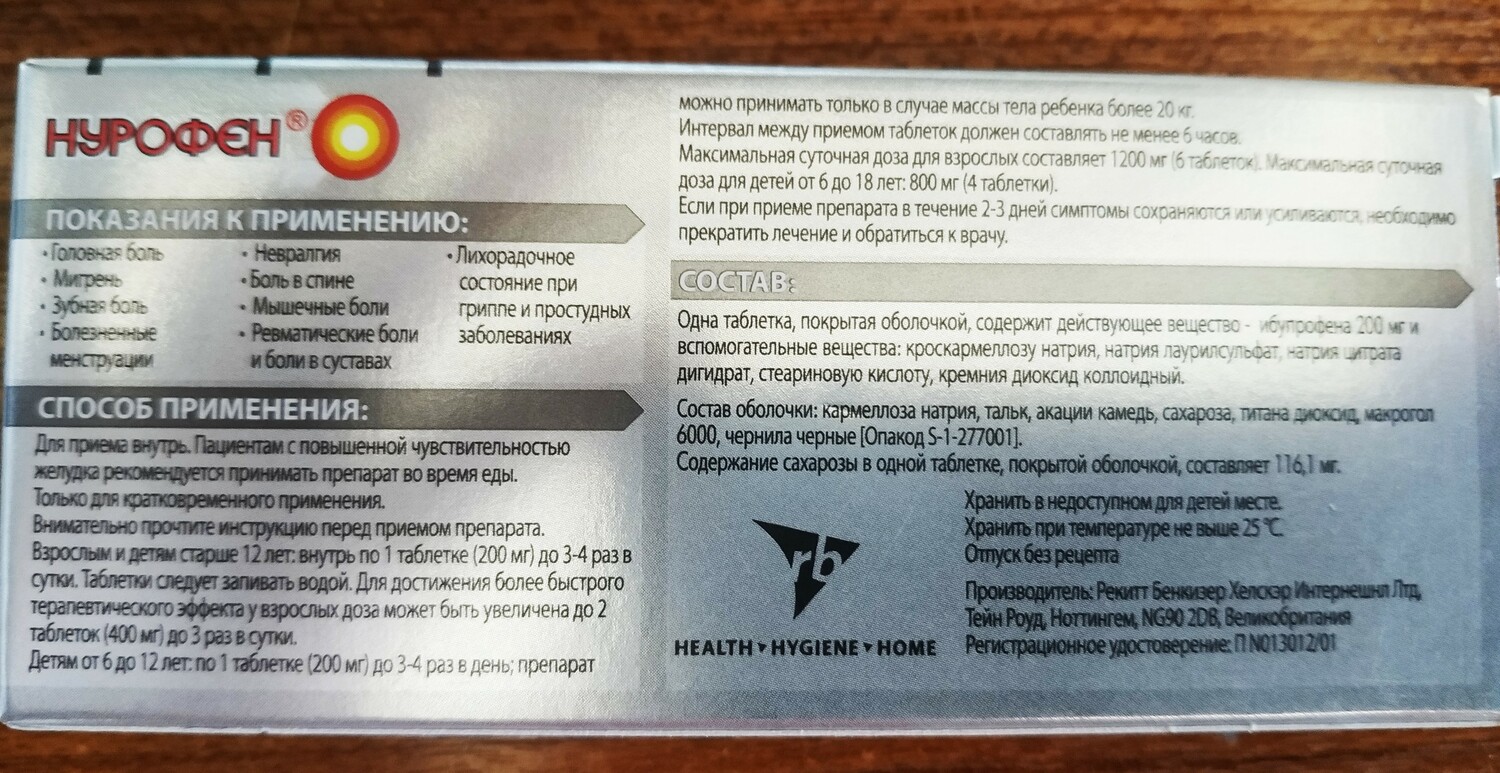 НУРОФЕН®
ПОКАЗАНИЯ К ПРИМЕНЕНИЮ:
• Головная боль
• Мигрень
• Зубная боль
• Болезненные
менструации
• Невралгия
• Боль в спине
• Мышечные боли
• Ревматические боли
и боли в суставах
• Лихорадочное
состояние при
гриппе и простудных
заболеваниях
СПОСОБ ПРИМЕНЕНИЯ:
Для приема внутрь. Пациентам с повышенной чувствительностью
желудка рекомендуется принимать препарат во время еды.
Только для кратковременного применения.
Внимательно прочтите инструкцию перед приемом препарата.
Взрослым и детям старше 12 лет: внутрь по 1 таблетке (200 мг) до 3-4 раз в
сутки. Таблетки следует запивать водой. Для достижения более быстрого
терапевтического эффекта у взрослых доза может быть увеличена до 2
таблеток (400 мг) до 3 раз в сутки.
Детям от 6 до 12 лет: по 1 таблетке (200 мг) до 3-4 раз в день; препарат
можно принимать только в случае массы тела ребенка более 20 кг.
Интервал между приемом таблеток должен составлять не менее 6 часов.
Максимальная суточная доза для взрослых составляет 1200 мг (6 таблеток). Максимальная суточная
доза для детей от 6 до 18 лет: 800 мг (4 таблетки).
Если при приеме препарата в течение 2-3 дней симптомы сохраняются или усиливаются, необходимо
прекратить лечение и обратиться к врачу.
СОСТАВ:
Одна таблетка, покрытая оболочкой, содержит действующее вещество - ибупрофена 200 мг и
вспомогательные вещества: кроскармеллозу натрия, натрия лаурилсульфат, натрия цитрата
дигидрат, стеариновую кислоту, кремния диоксид коллоидный.
Состав оболочки: кармеллоза натрия, тальк, акации камедь, сахароза, титана диоксид, макрогол
6000, чернила черные [Опакод S-1-277001].
Содержание сахарозы в одной таблетке, покрытой оболочкой, составляет 116,1 мг.
rb
HEALTH ▾ HYGIENE ▾ HOME
Хранить в недоступном для детей месте.
Хранить при температуре не выше 25 °С.
Отпуск без рецепта
Производитель: Рекитт Бенкизер Хелскэр Интернешнл Лтд,
Тейн Роуд, Ноттингем, NG90 2DB, Великобритания
Регистрационное удостоверение: П N013012/01